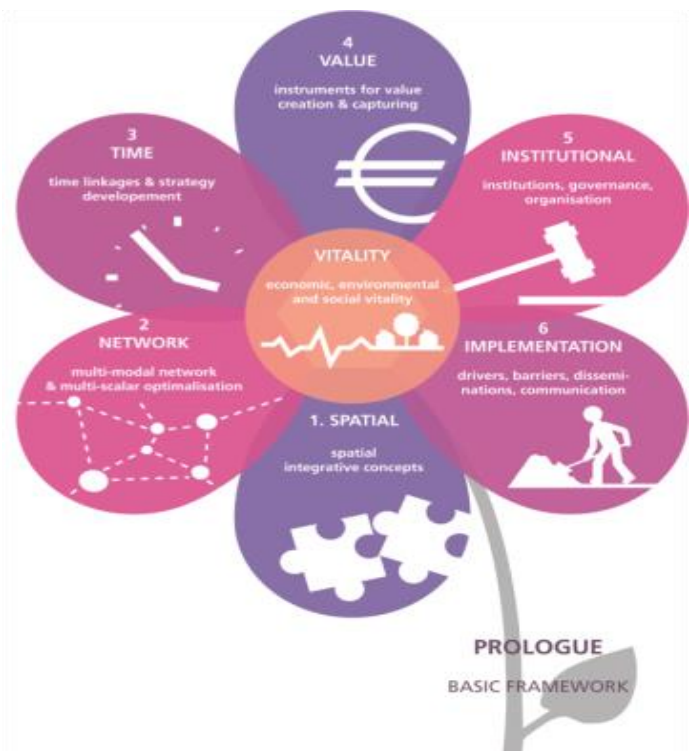 4
VALUE
instruments for value
creation & capturing
3
TIME
time linkages & strategy
developement
5
INSTITUTIONAL
institutions, governance,
organisation
VITALITY
economic, environmental
and social vitality
2
NETWORK
multi-modal network
& multi-scalar optimalisation
6
IMPLEMENTATION
drivers, barriers, dissemi-
nations, communication
1. SPATIAL
spatial
integrative concepts
PROLOGUE
BASIC FRAMEWORK